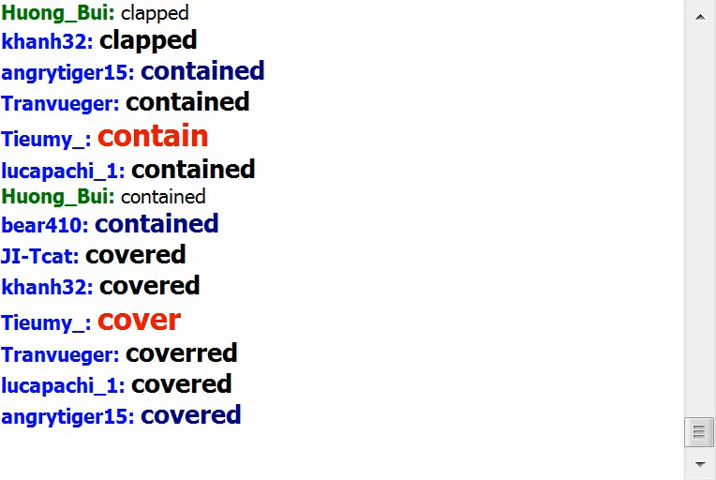 Huong_Bui: clapped
khanh32: clapped
angrytiger15: contained
Tranvueger: contained
Tieumy_: contain
lucapachi_1: contained
Huong_Bui: contained
bear410: contained
JI-Tcat: covered
khanh32: covered
Tieumy_: cover
Tranvueger: coverred
lucapachi_1: covered
angrytiger15: covered